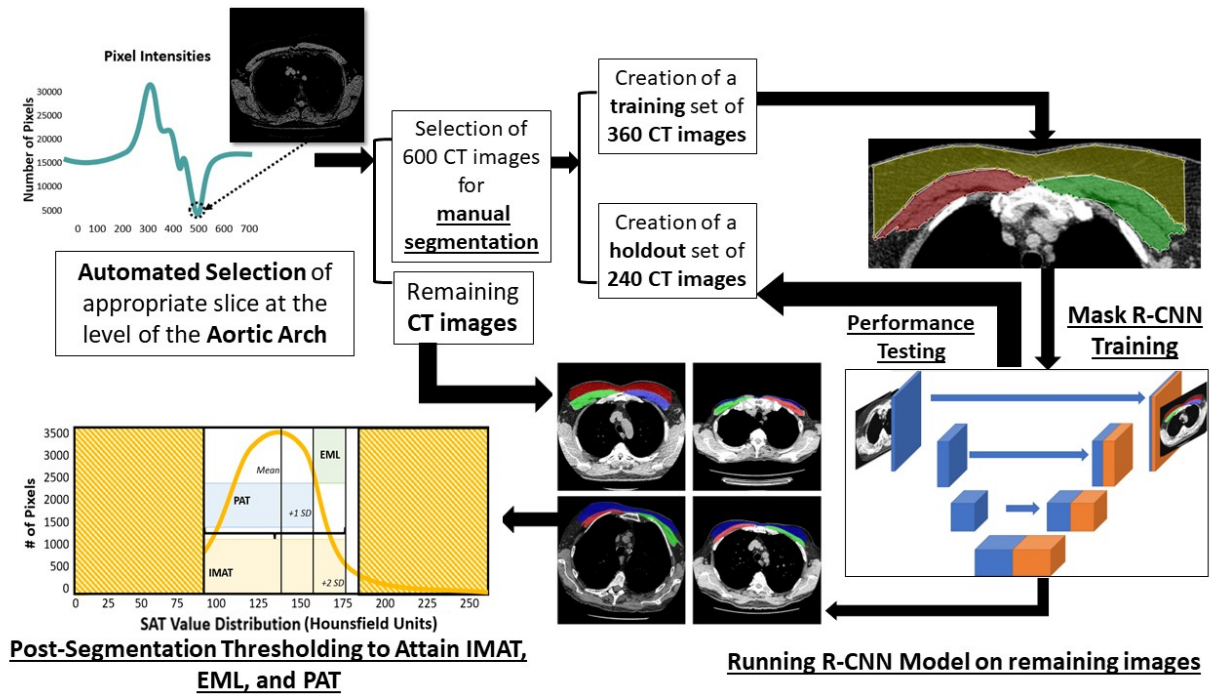 Pixel Intensities
Number of Pixels
30000
25000
20000
15000
10000
5000
0 100 200 300 400 500 600 700
Automated Selection of
appropriate slice at the
level of the Aortic Arch
Selection of
600 CT images
for
manual
segmentation
Remaining
CT images
Creation of a
training set of
360 CT images
Creation of a
holdout set of
240 CT images
Performance
Testing
Mask R-CNN
Training
# of Pixels
3500
3000
2500
2000
1500
1000
500
0
Mean
EML
PAT
+1 SD
IMAT
+2 SD
0 25 50 75 100 125 150 175 200 225 250
SAT Value Distribution (Hounsfield Units)
Post-Segmentation Thresholding to Attain IMAT,
EML, and PAT
Running R-CNN Model on remaining images